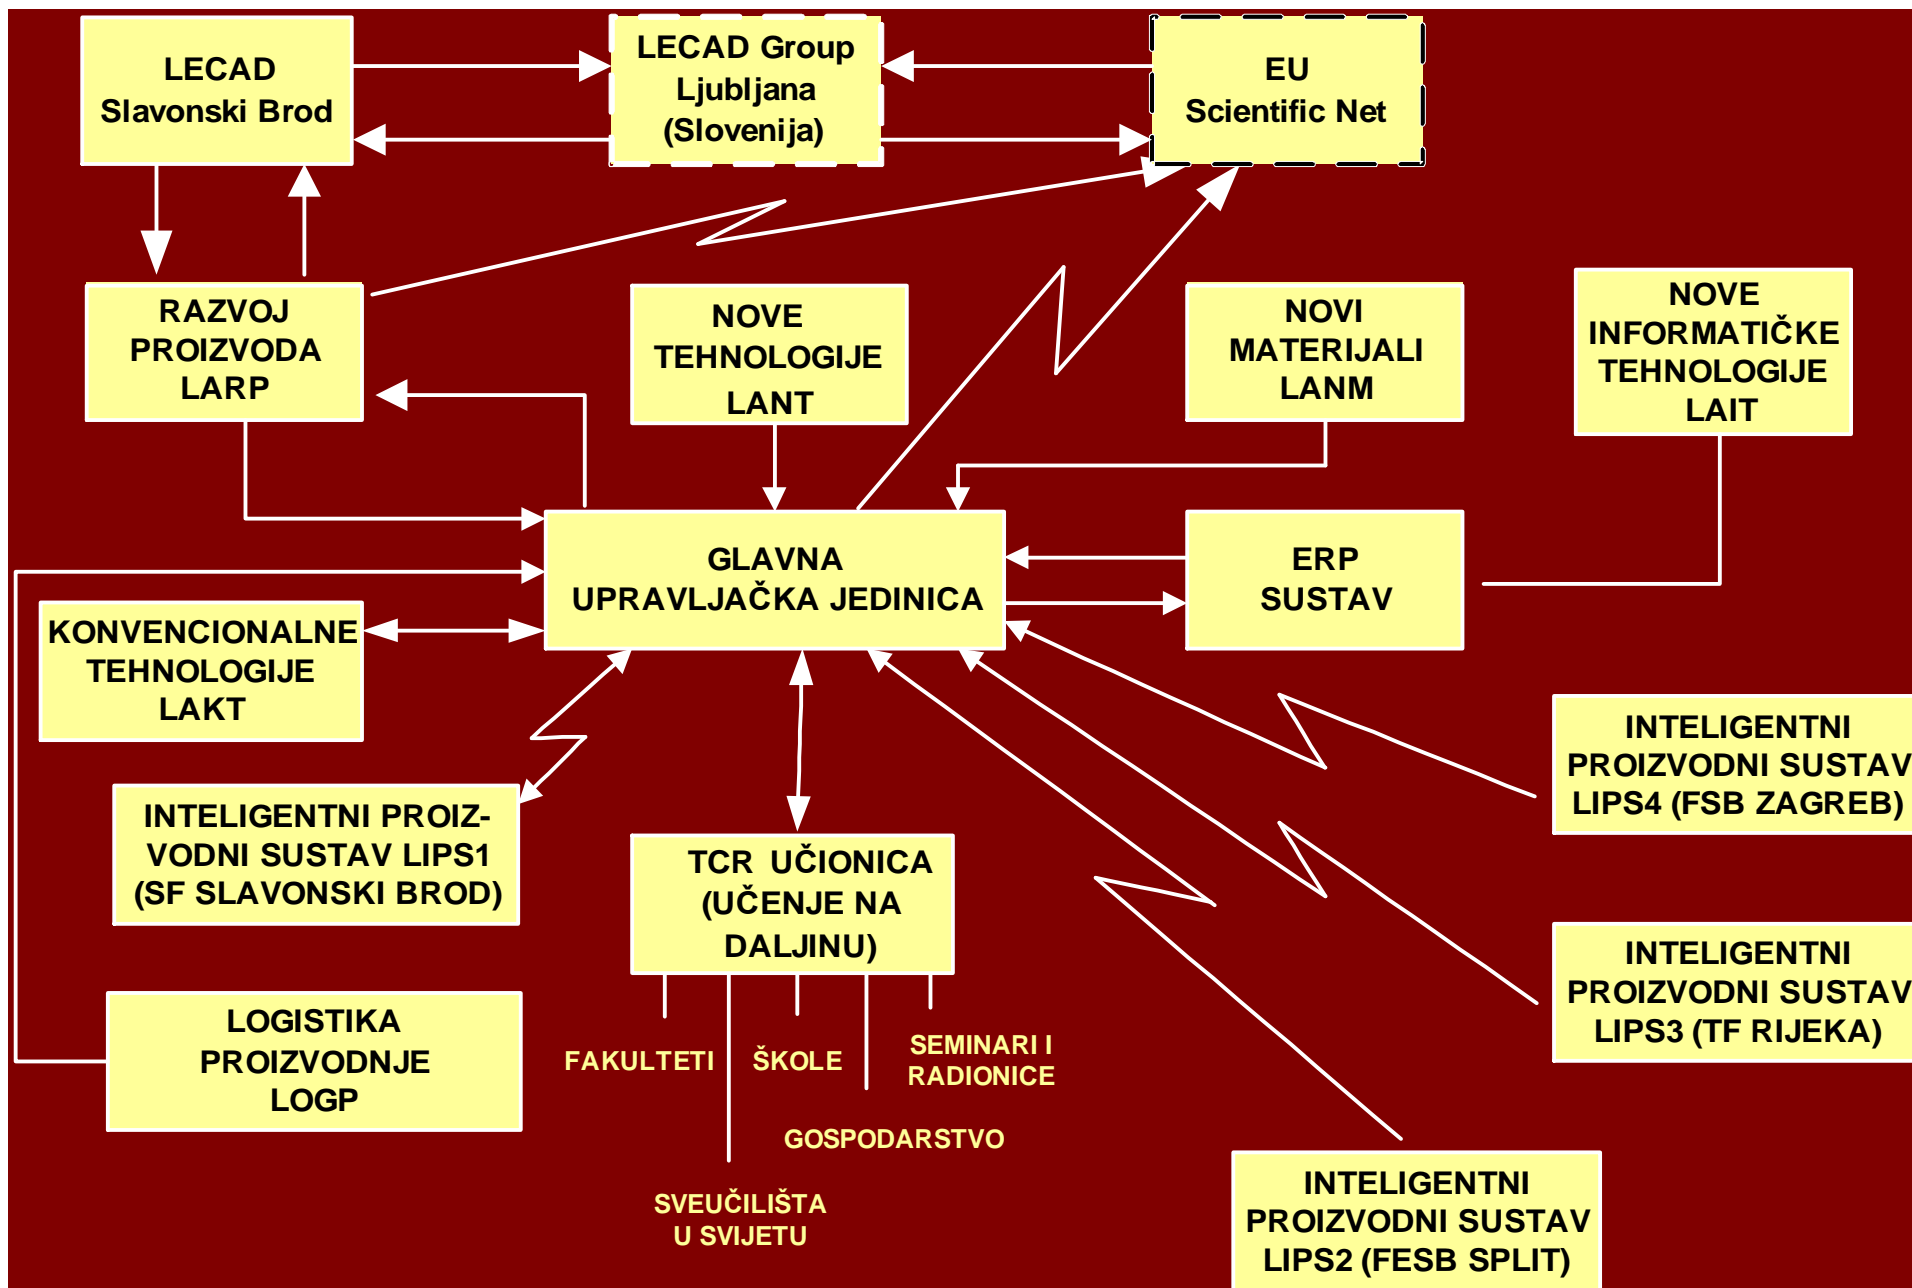 LECAD
Slavonski Brod
LECAD Group
Ljubljana
(Slovenija)
EU
Scientific Net
RAZVOJ
PROIZVODA
LARP
NOVE
TEHNOLOGIJE
LANT
NOVI
MATERIJALI
LANM
NOVE
INFORMATIČKE
TEHNOLOGIJE
LAIT
GLAVNA
UPRAVLJAČKA JEDINICA
ERP
SUSTAV
KONVENCIONALNE
TEHNOLOGIJE
LAKT
INTELIGENTNI PROIZ-
VODNI SUSTAV LIPS1
(SF SLAVONSKI BROD)
TCR UČIONICA
(UČENJE NA
DALJINU)
INTELIGENTNI
PROIZVODNI SUSTAV
LIPS4 (FSB ZAGREB)
INTELIGENTNI
PROIZVODNI SUSTAV
LIPS3 (TF RIJEKA)
LOGISTIKA
PROIZVODNJE
LOGP
FAKULTETI
ŠKOLE
SEMINARI I
RADIONICE
GOSPODARSTVO
SVEUČILIŠTA
U SVIJETU
INTELIGENTNI
PROIZVODNI SUSTAV
LIPS2 (FESB SPLIT)